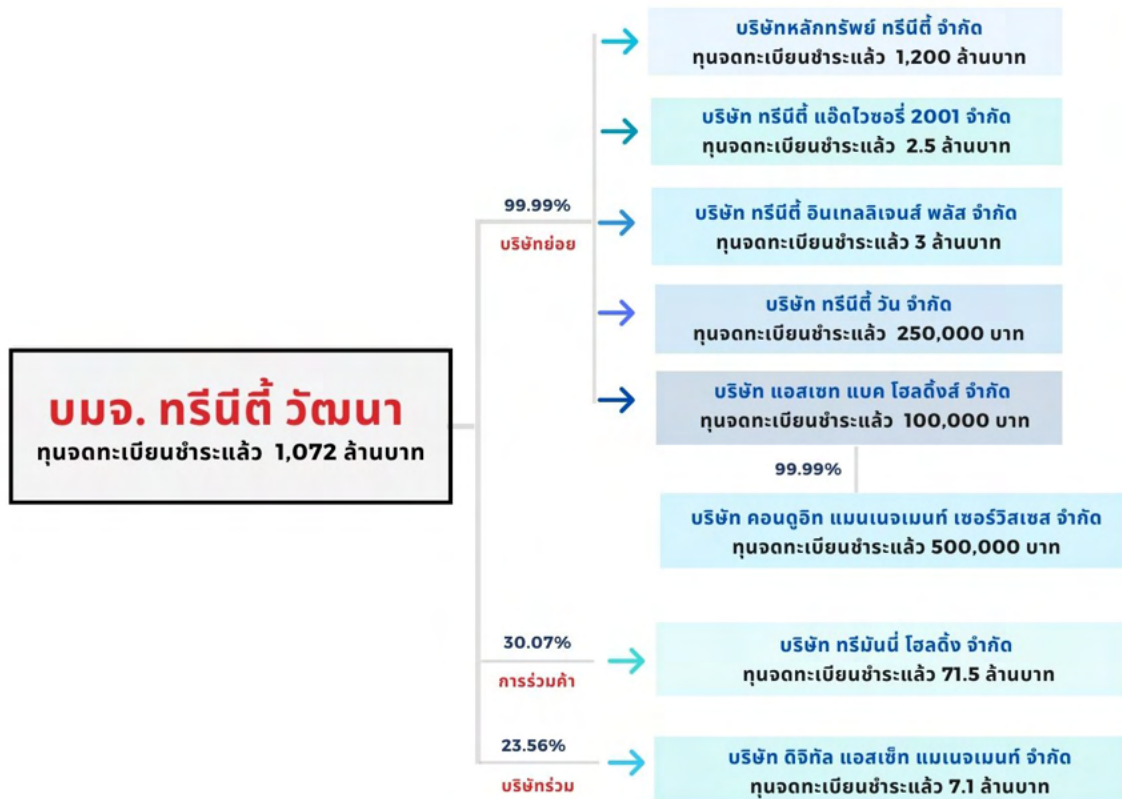 บริษัทหลักทรัพย์ ทรีนีตี้ จำกัด
ทุนจดทะเบียนชำระแล้ว 1,200 ล้านบาท
บริษัท ทรีนีตี้ แอ๊ดไวซอรี่ 2001 จำกัด
ทุนจดทะเบียนชำระแล้ว 2.5 ล้านบาท
99.99%
บริษัทย่อย
บริษัท ทรีนีตี้ อินเทลลิเจนส์ พลัส จำกัด
ทุนจดทะเบียนชำระแล้ว 3 ล้านบาท
บริษัท ทรีนีตี้ วัน จำกัด
ทุนจดทะเบียนชำระแล้ว 250,000 บาท
บมจ. ทรีนีตี้ วัฒนา
ทุนจดทะเบียนชำระแล้ว 1,072 ล้านบาท
บริษัท แอสเซท แบค โฮลดิ้งส์ จำกัด
ทุนจดทะเบียนชำระแล้ว 100,000 บาท
99.99%
บริษัท คอนดูอิท แมนเนจเมนท์ เซอร์วิสเซส จำกัด
ทุนจดทะเบียนชำระแล้ว 500,000 บาท
30.07%
การร่วมค้า
บริษัท ทรีมันนี่ โฮลดิ้ง จำกัด
ทุนจดทะเบียนชำระแล้ว 71.5 ล้านบาท
23.56%
บริษัทร่วม
บริษัท ดิจิทัล แอสเซ็ท แมเนจเมนท์ จำกัด
ทุนจดทะเบียนชำระแล้ว 7.1 ล้านบาท